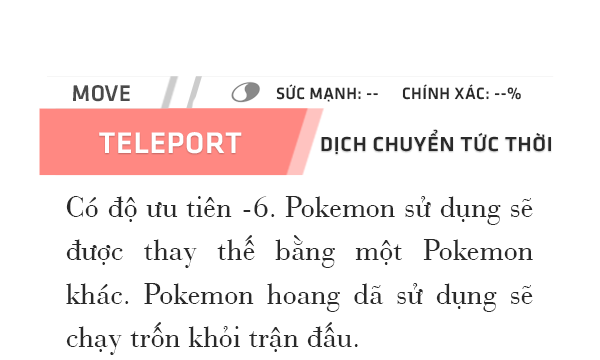 MOVE SỨC MẠNH: -- CHÍNH XÁC: --%
TELEPORT DỊCH CHUYỂN TỨC THỜI
Có độ ưu tiên -6. Pokemon sử dụng sẽ
được thay thế bằng một Pokemon
khác. Pokemon hoang dã sử dụng sẽ
chạy trốn khỏi trận đấu.